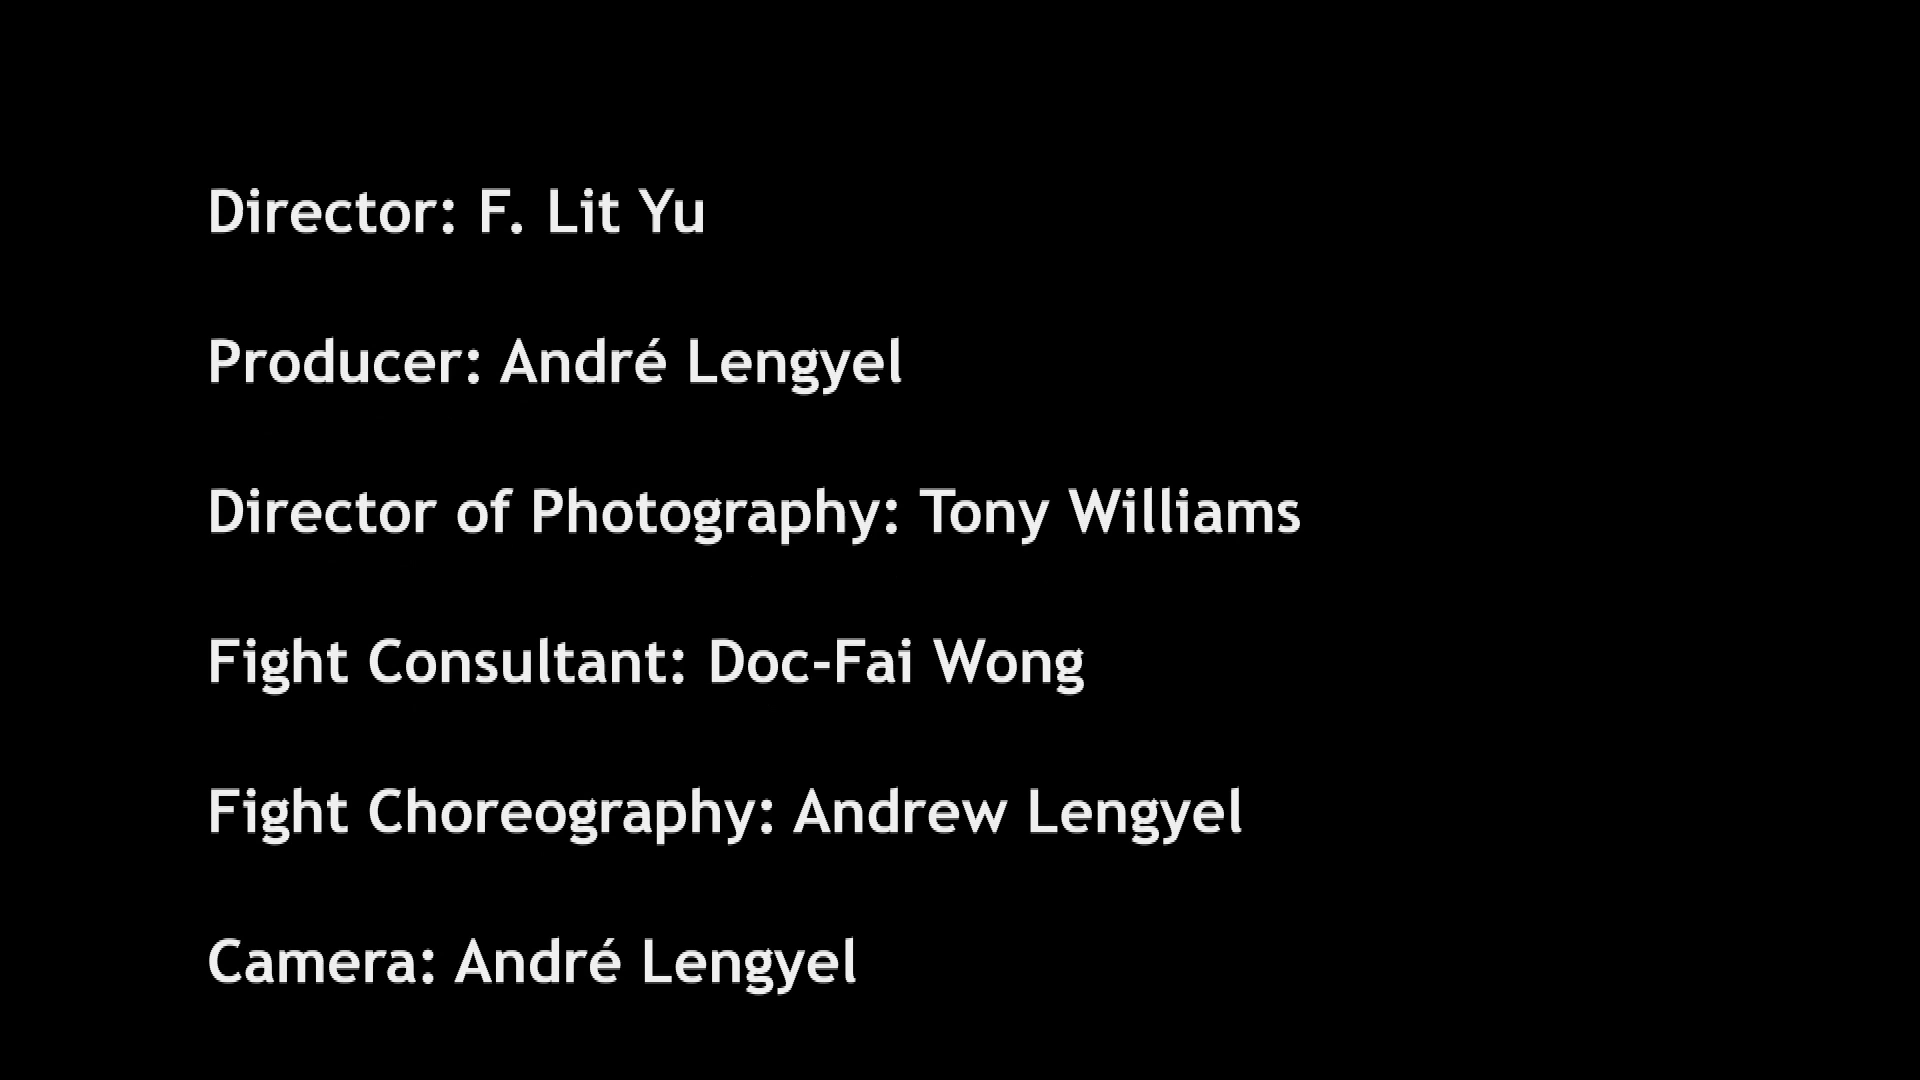 Director: F. Lit Yu
Producer: André Lengyel
Director of Photography: Tony Williams
Fight Consultant: Doc-Fai Wong
Fight Choreography: Andrew Lengyel
Camera: André Lengyel